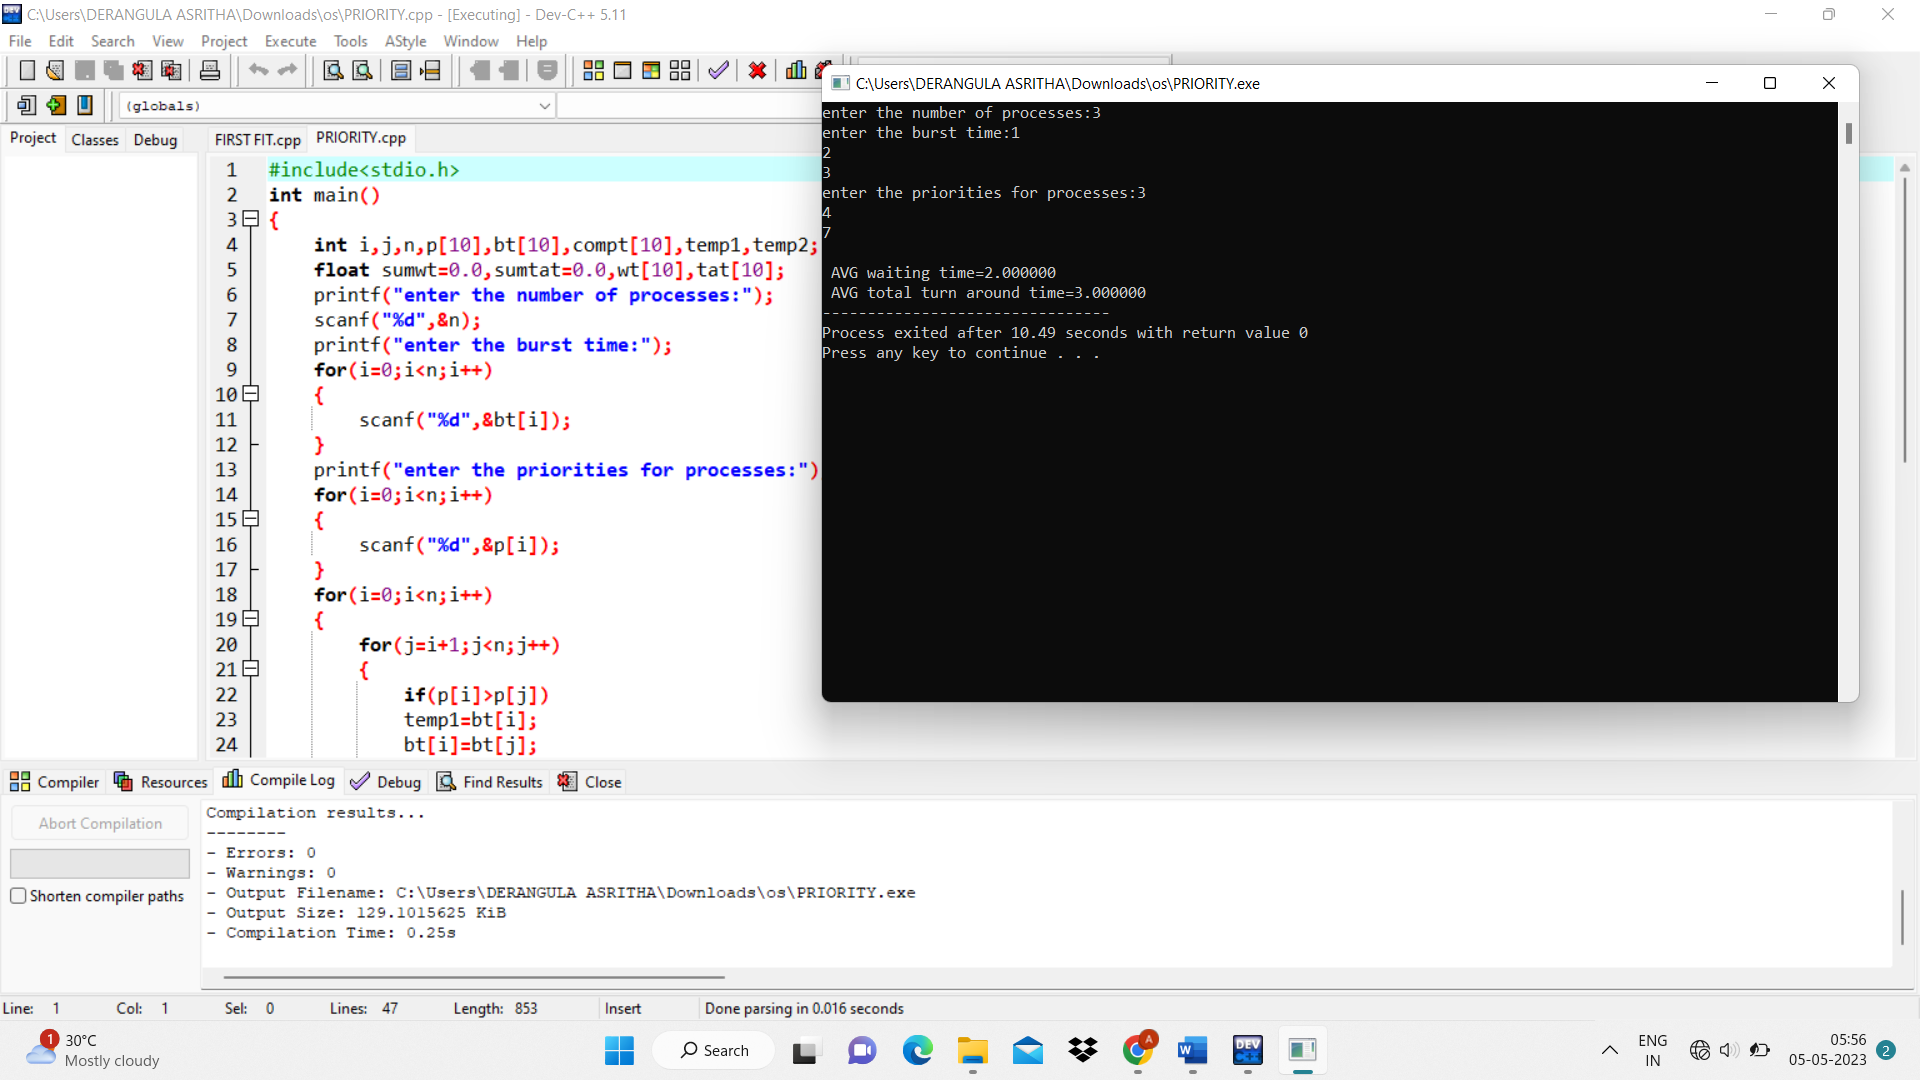 C:\Users\DERANGULA ASRITHA\Downloads\os\PRIORITY.cpp - [Executing] - Dev-C++ 5.11
File Edit Search View Project Execute Tools AStyle Window Help
(globals)
Project Classes Debug
FIRST FIT.cpp PRIORITY.cpp
1 #include<stdio.h>
2 int main()
3 {
4 int i,j,n,p[10],bt[10],compt[10],temp1,temp2;
5 float sumwt=0.0,sumtat=0.0,wt[10],tat[10];
6 printf("enter the number of processes:");
7 scanf("%d",&n);
8 printf("enter the burst time:");
9 for(i=0;i<n;i++)
10 {
11 scanf("%d",&bt[i]);
12 }
13 printf("enter the priorities for processes:")
14 for(i=0;i<n;i++)
15 {
16 scanf("%d",&p[i]);
17 }
18 for(i=0;i<n;i++)
19 {
20 for(j=i+1;j<n;j++)
21 {
22 if(p[i]>p[j])
23 temp1=bt[i];
24 bt[i]=bt[j];
C:\Users\DERANGULA ASRITHA\Downloads\os\PRIORITY.exe
enter the number of processes:3
enter the burst time:1
2
3
enter the priorities for processes:3
4
7
AVG waiting time=2.000000
AVG total turn around time=3.000000
--------------------------------
Process exited after 10.49 seconds with return value 0
Press any key to continue . . .
Compiler Resources Compile Log Debug Find Results Close
Abort Compilation
Shorten compiler paths
Compilation results...
--------
- Errors: 0
- Warnings: 0
- Output Filename: C:\Users\DERANGULA ASRITHA\Downloads\os\PRIORITY.exe
- Output Size: 129.1015625 KiB
- Compilation Time: 0.25s
Line: 1 Col: 1 Sel: 0 Lines: 47 Length: 853 Insert Done parsing in 0.016 seconds
1
30°C
Mostly cloudy
Search
A
W
DEV
C++
ENG
IN
05:56
05-05-2023
2